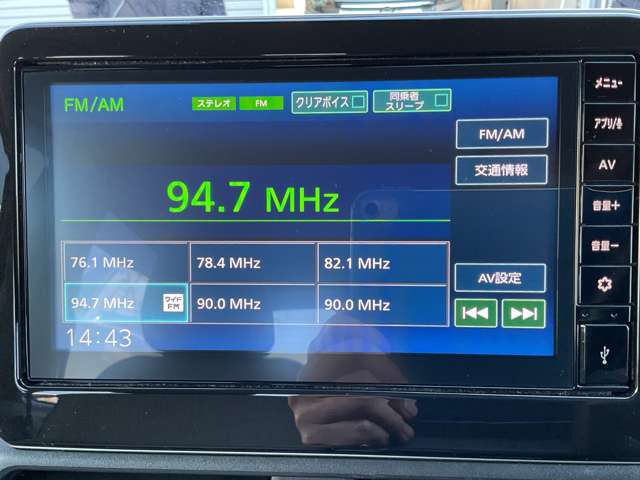 FM/AM
ステレオ
FM
クリアボイス
同乗者
スリープ
FM/AM
交通情報
94.7 MHz
76.1 MHz
78.4 MHz
82.1 MHz
94.7 MHz
ワイド
FM
90.0 MHz
90.0 MHz
AV設定
14:43
メニュー
アプリ/
AV
音量+
音量−